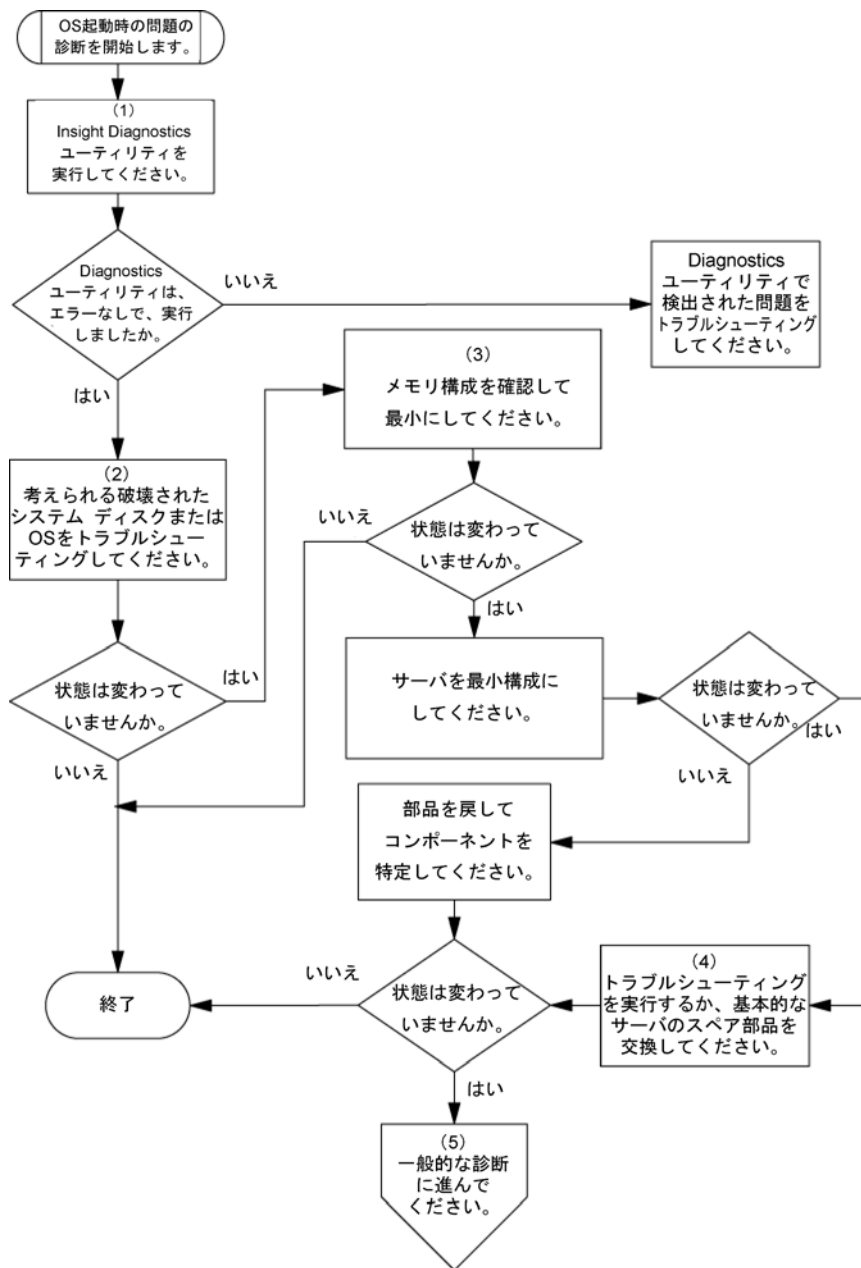 OS起動時の問題の
診断を開始します。
(1)
Insight Diagnostics
ユーティリティを
実行してください。
Diagnostics
ユーティリティは、
エラーなしで、実行
しましたか。
いいえ
Diagnostics
ユーティリティで
検出された問題を
トラブルシューティング
してください。
はい
(2)
考えられる破壊された
システム ディスクまたは
OSをトラブルシュー
ティングしてください。
状態は変わって
いませんか。
はい
いいえ
(3)
メモリ構成を確認して
最小にしてください。
状態は変わって
いませんか。
いいえ
はい
サーバを最小構成に
してください。
状態は変わって
いませんか。
はい
いいえ
部品を戻して
コンポーネントを
特定してください。
(4)
トラブルシューティング
を実行するか、基本的な
サーバのスペア部品を
交換してください。
状態は変わって
いませんか。
いいえ
はい
終了
(5)
一般的な診断
に進んで
ください。